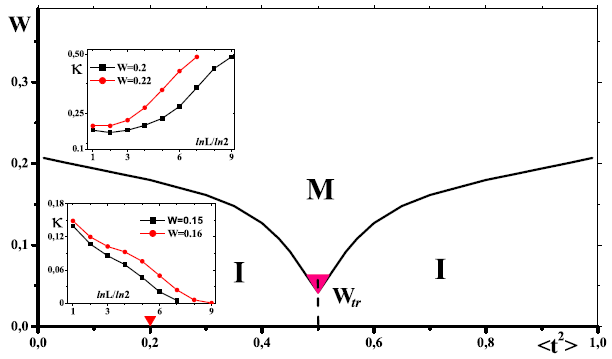 W
0,3
0,2
0,1
0,0
0,0 0,2 0,4 0,6 0,8 1,0
<t²>
M
I
I
W_tr
0,50
0,25
0.1
κ
W=0.2
W=0.22
lnL/ln2
1 3 5 7 9
0,18
0,12
0,06
0
κ
W=0.15
W=0.16
lnL/ln2
1 3 5 7 9